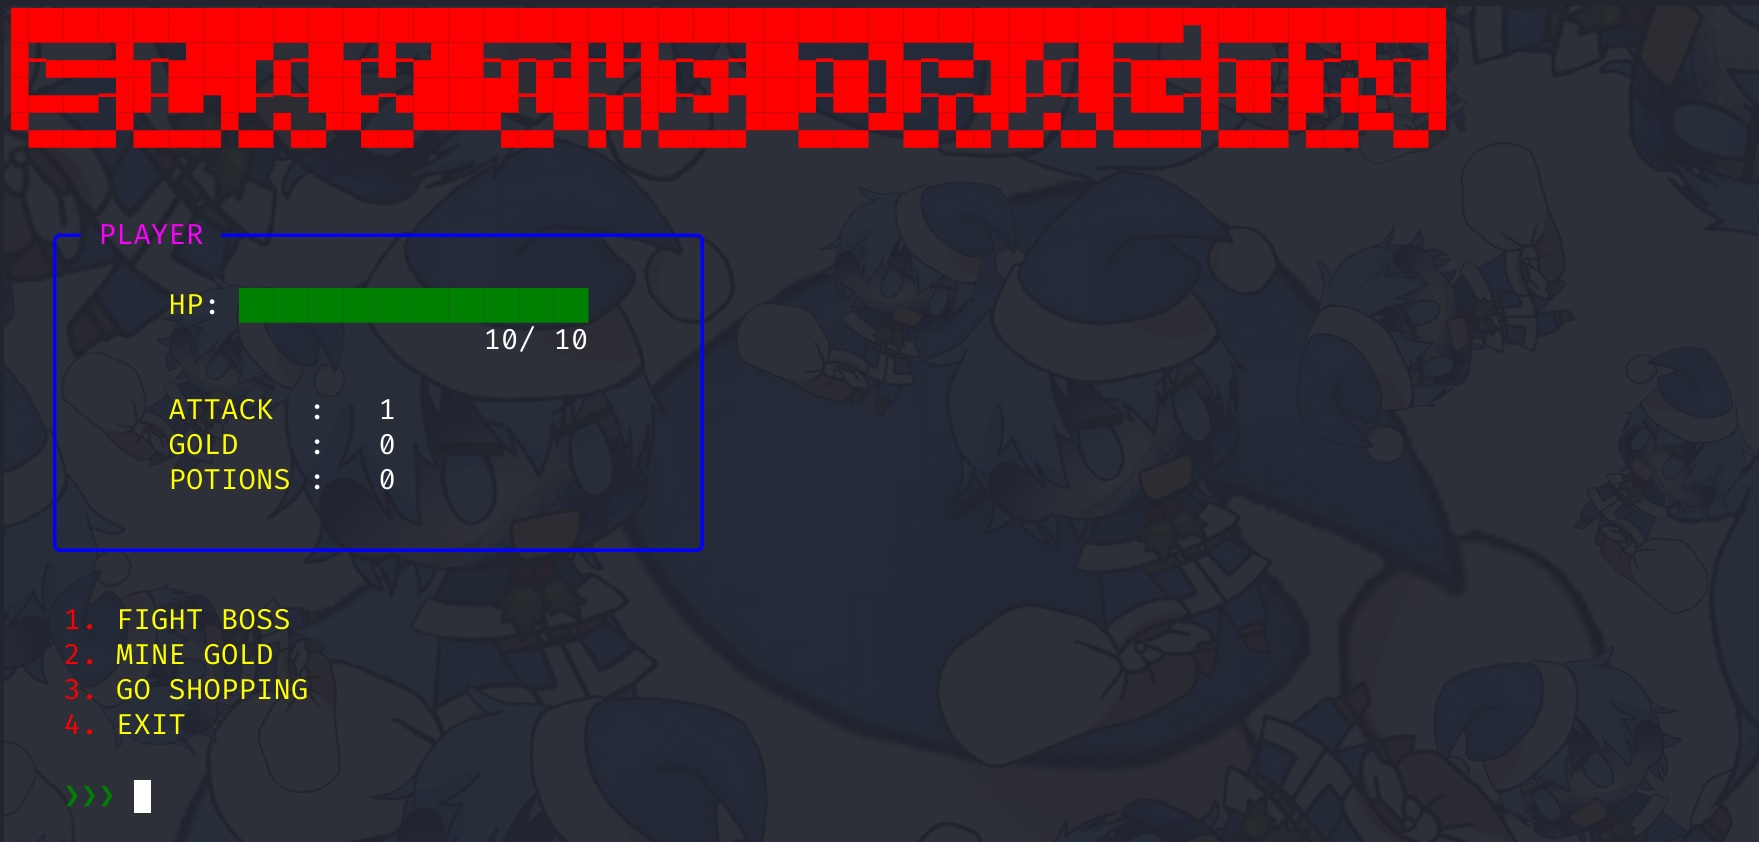 SLAY THE DRAGON
PLAYER
HP:
10/ 10
ATTACK : 1
GOLD : 0
POTIONS : 0
1. FIGHT BOSS
2. MINE GOLD
3. GO SHOPPING
4. EXIT
❯❯❯